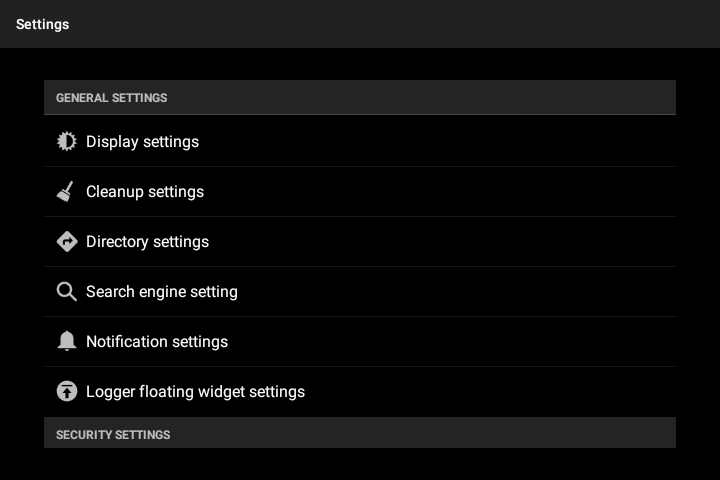 Settings
GENERAL SETTINGS
Display settings
Cleanup settings
Directory settings
Search engine setting
Notification settings
Logger floating widget settings
SECURITY SETTINGS